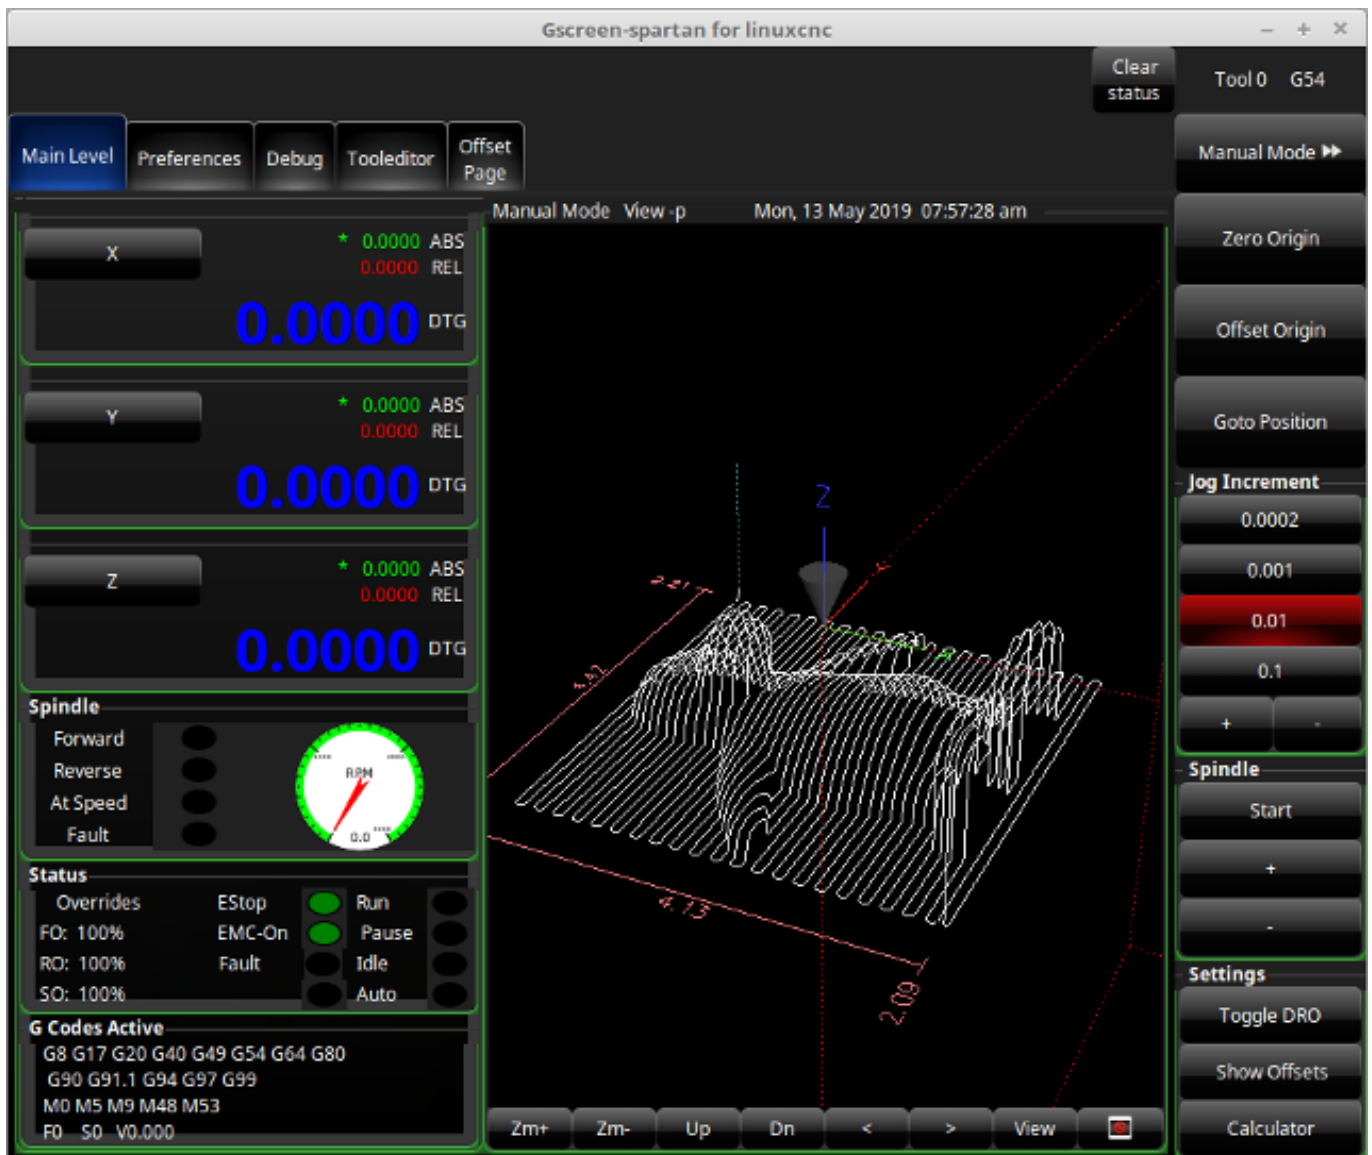 Gscreen-spartan for linuxcnc
Clear
status
Tool 0 G54
Main Level
Preferences
Debug
Tooleditor
Offset
Page
Manual Mode
Manual Mode View -p Mon, 13 May 2019 07:57:28 am
X
* 0.0000 ABS
0.0000 REL
0.0000 DTG
Y
* 0.0000 ABS
0.0000 REL
0.0000 DTG
Z
* 0.0000 ABS
0.0000 REL
0.0000 DTG
Spindle
Forward
Reverse
At Speed
Fault
RPM
0.0
Status
Overrides EStop Run
FO: 100% EMC-On Pause
RO: 100% Fault Idle
SO: 100% Auto
G Codes Active
G8 G17 G20 G40 G49 G54 G64 G80
G90 G91.1 G94 G97 G99
M0 M5 M9 M48 M53
F0 S0 V0.000
Z
4.13
2.09
Zm+ Zm- Up Dn < > View
Zero Origin
Offset Origin
Goto Position
Jog Increment
0.0002
0.001
0.01
0.1
+ -
Spindle
Start
+
-
Settings
Toggle DRO
Show Offsets
Calculator